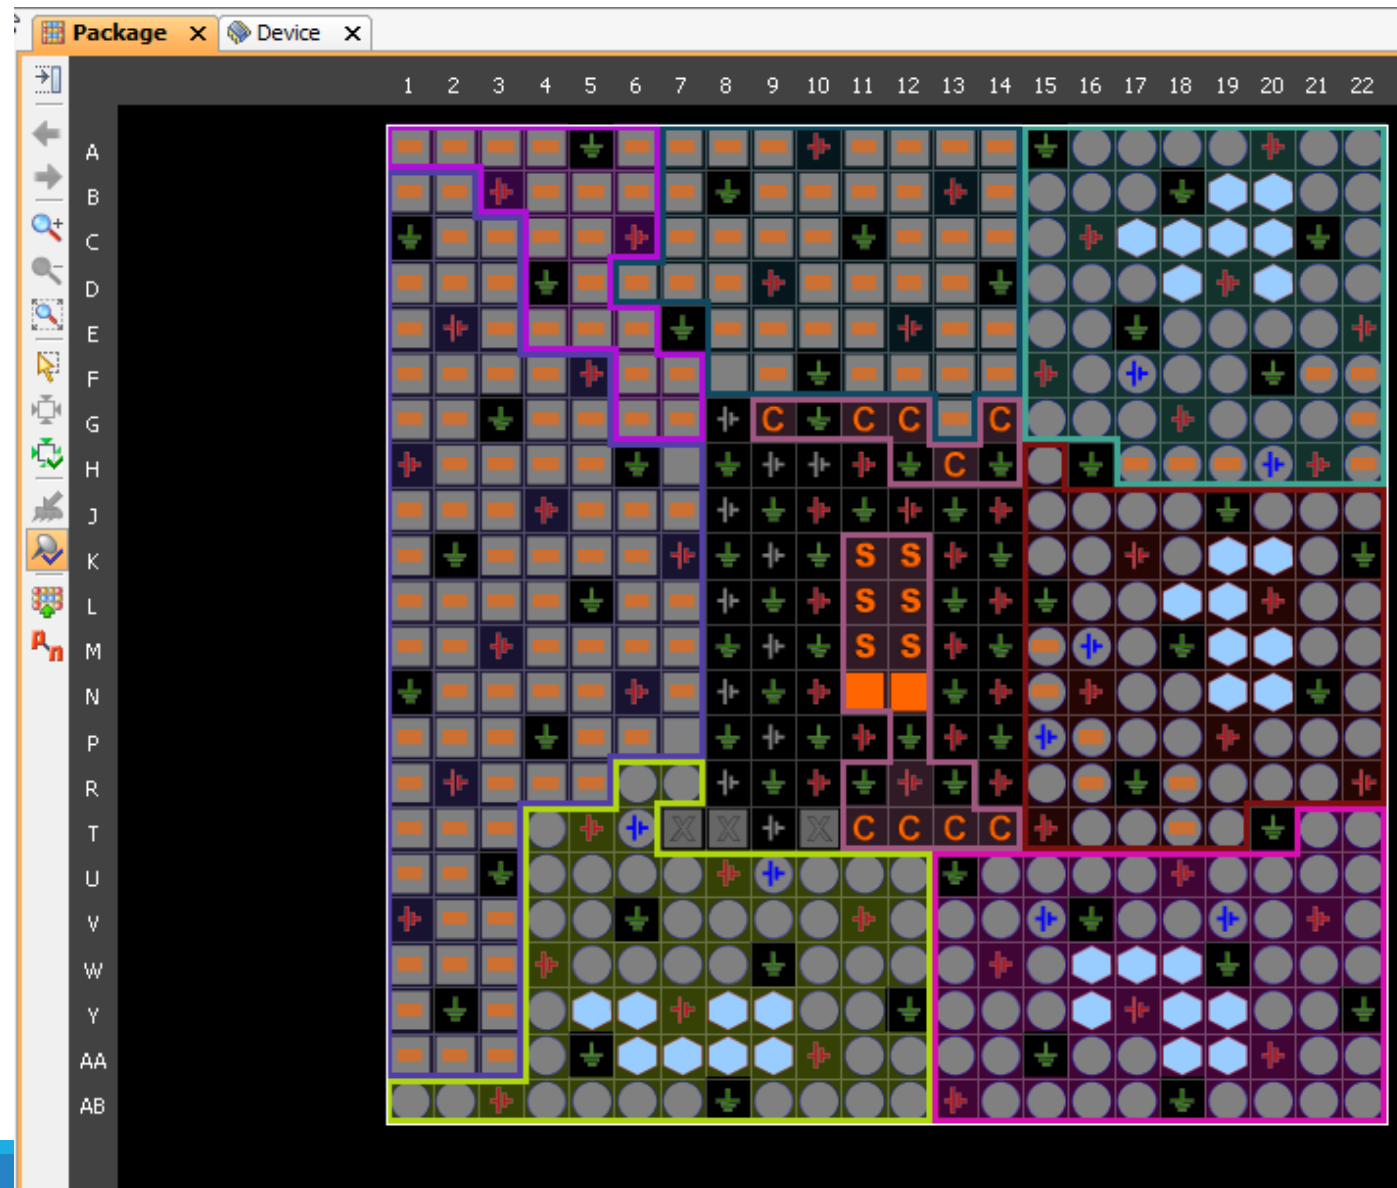 Package X Device X
1 2 3 4 5 6 7 8 9 10 11 12 13 14 15 16 17 18 19 20 21 22
A
B
C
D
E
F
G C C C C
H C
J
K S S
L S S
M S S
N
P
R
T X X X C C C C
U
V
W
Y
AA
AB